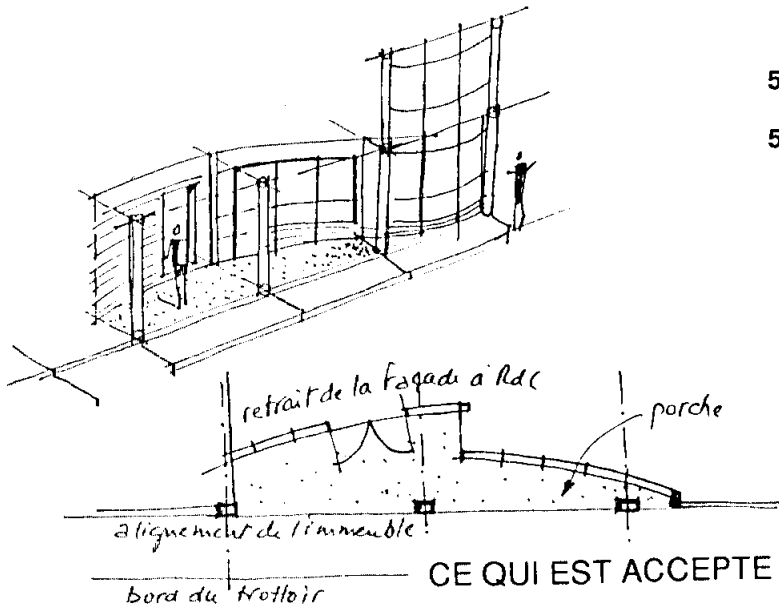 5
5
retrait de la façade à RdC
porche
alignement de l'immeuble.
CE QUI EST ACCEPTE
bord du trottoir